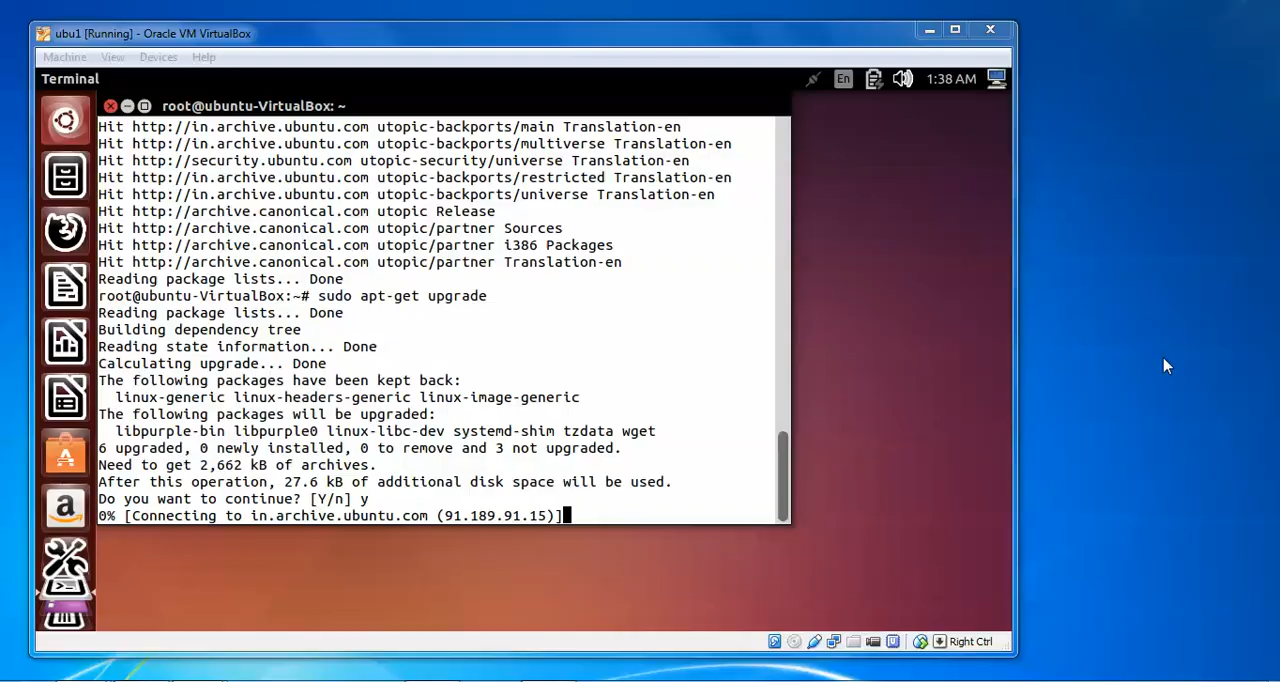 ubu1 [Running] - Oracle VM VirtualBox
Machine View Devices Help
Terminal En 1:38 AM
root@ubuntu-VirtualBox: ~
Hit http://in.archive.ubuntu.com utopic-backports/main Translation-en
Hit http://in.archive.ubuntu.com utopic-backports/multiverse Translation-en
Hit http://security.ubuntu.com utopic-security/universe Translation-en
Hit http://in.archive.ubuntu.com utopic-backports/restricted Translation-en
Hit http://in.archive.ubuntu.com utopic-backports/universe Translation-en
Hit http://archive.canonical.com utopic Release
Hit http://archive.canonical.com utopic/partner Sources
Hit http://archive.canonical.com utopic/partner i386 Packages
Hit http://archive.canonical.com utopic/partner Translation-en
Reading package lists... Done
root@ubuntu-VirtualBox:~# sudo apt-get upgrade
Reading package lists... Done
Building dependency tree
Reading state information... Done
Calculating upgrade... Done
The following packages have been kept back:
linux-generic linux-headers-generic linux-image-generic
The following packages will be upgraded:
libpurple-bin libpurple0 linux-libc-dev systemd-shim tzdata wget
6 upgraded, 0 newly installed, 0 to remove and 3 not upgraded.
Need to get 2,662 kB of archives.
After this operation, 27.6 kB of additional disk space will be used.
Do you want to continue? [Y/n] y
0% [Connecting to in.archive.ubuntu.com (91.189.91.15)]
Right Ctrl